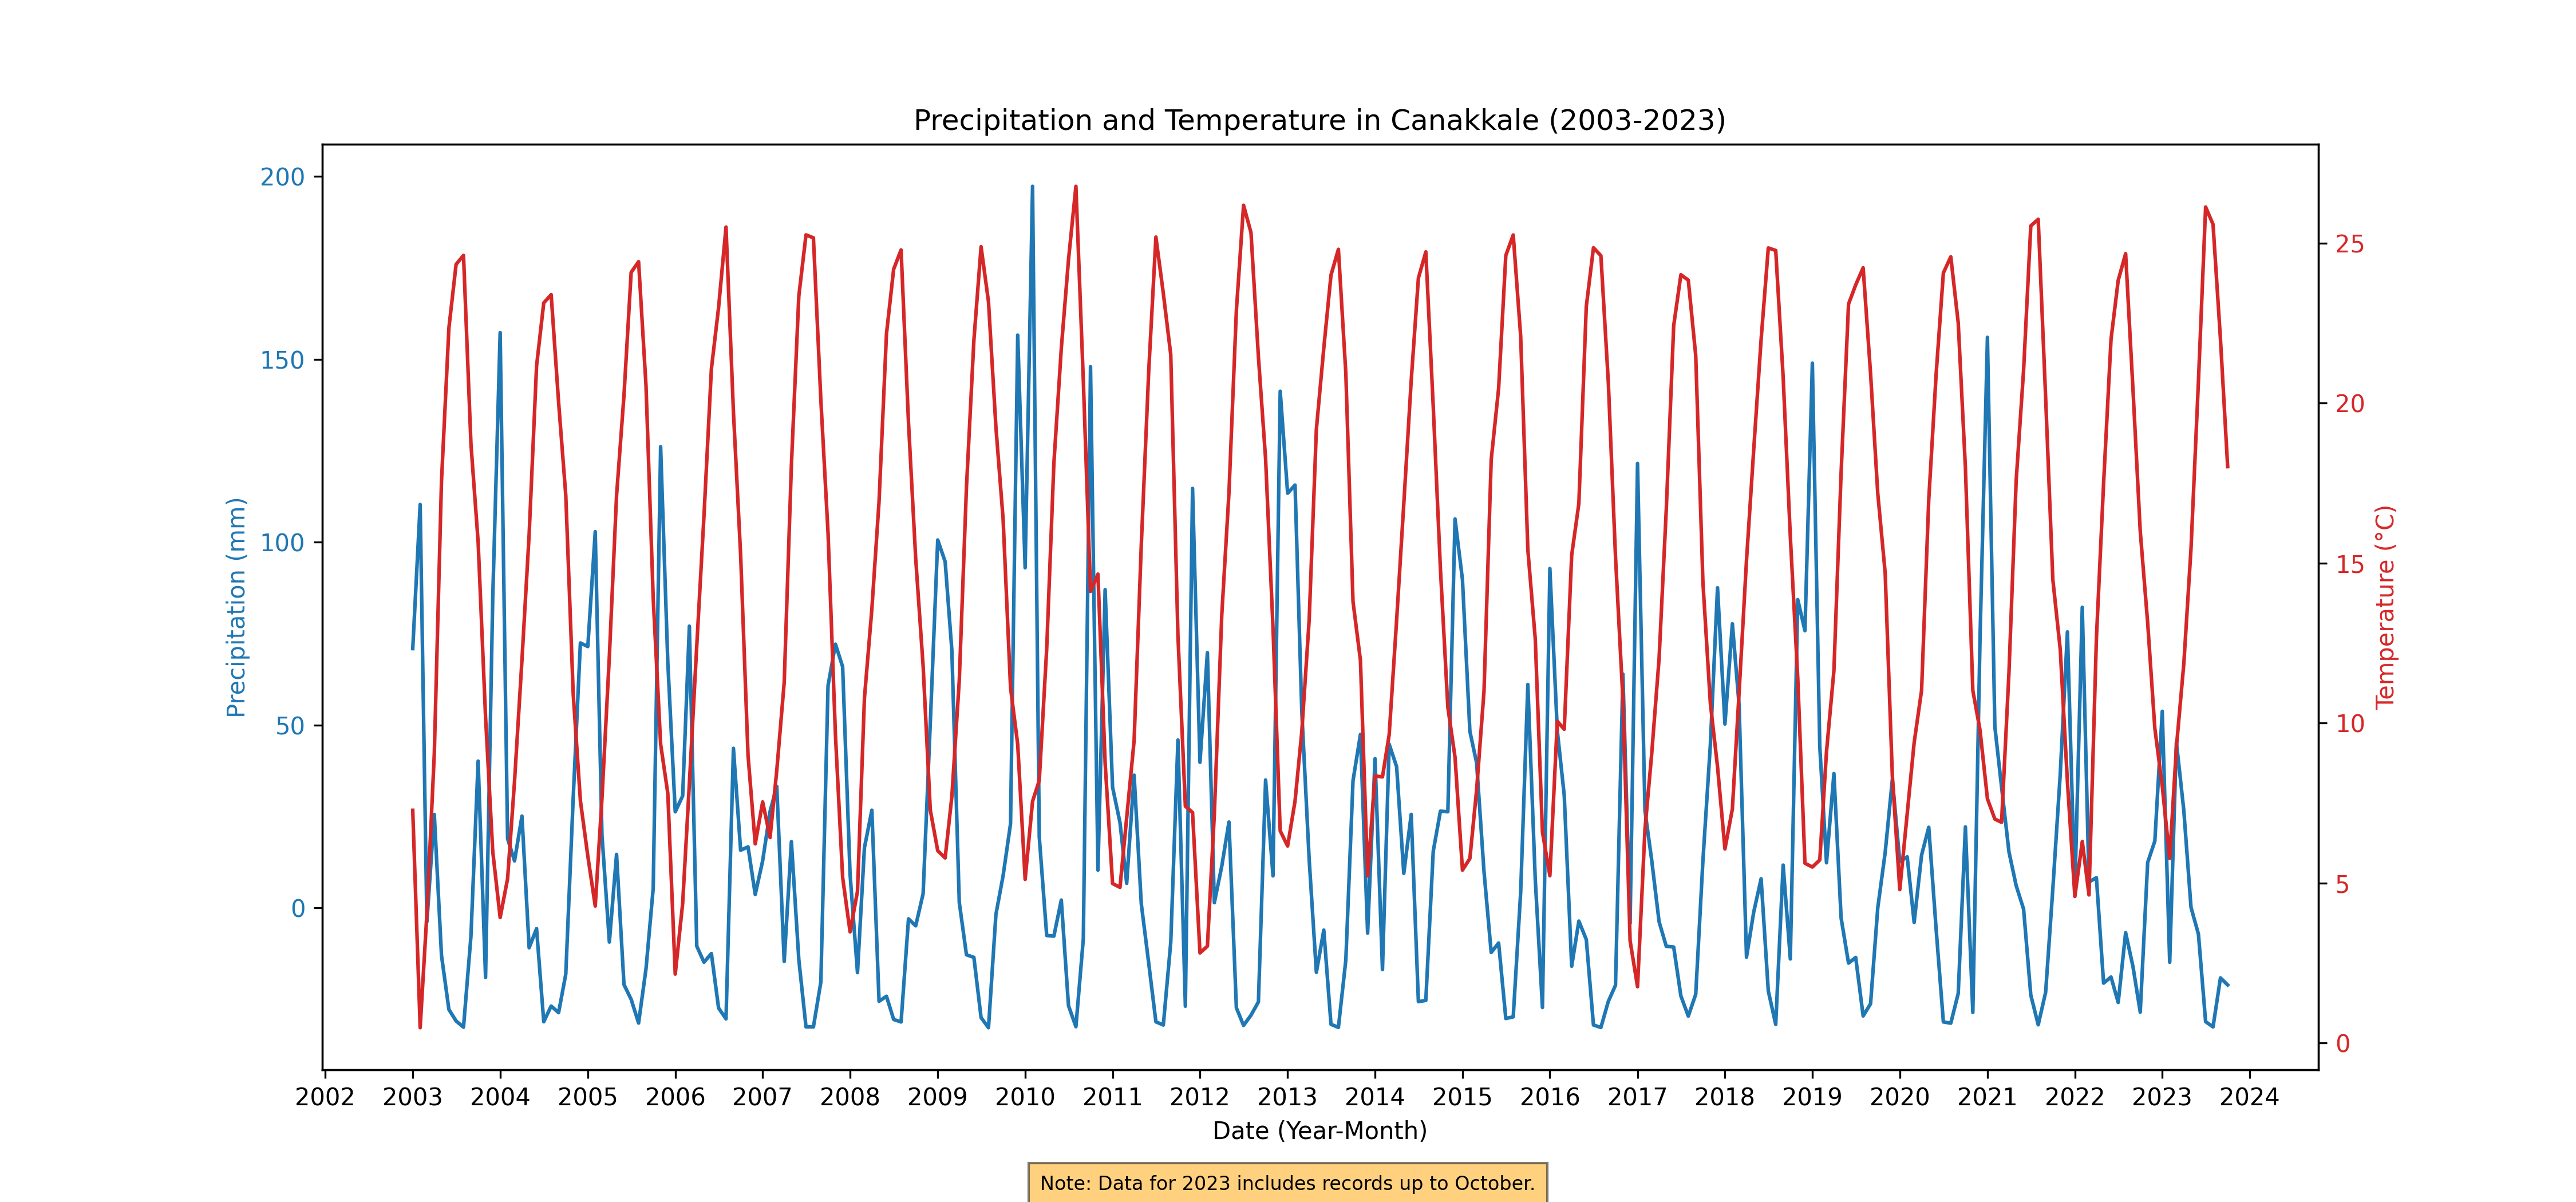 Precipitation and Temperature in Canakkale (2003-2023)
200
150
100
50
0
Precipitation (mm)
25
20
15
10
5
0
Temperature (°C)
2002 2003 2004 2005 2006 2007 2008 2009 2010 2011 2012 2013 2014 2015 2016 2017 2018 2019 2020 2021 2022 2023 2024
Date (Year-Month)
Note: Data for 2023 includes records up to October.